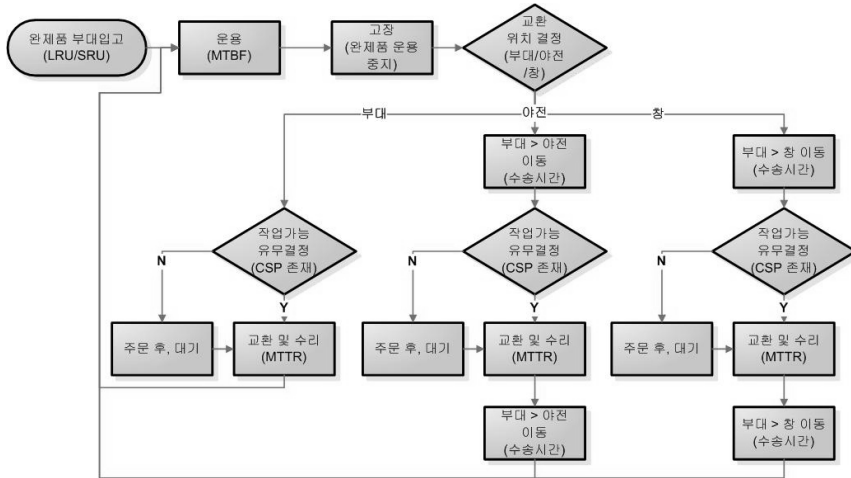 완제품 부대입고
(LRU/SRU)
운용
(MTBF)
고장
(완제품 운용
중지)
교환
위치 결정
(부대/야전
/창)
부대
야전
창
부대 > 야전
이동
(수송시간)
부대 > 창 이동
(수송시간)
작업가능
유무결정
(CSP 존재)
작업가능
유무결정
(CSP 존재)
작업가능
유무결정
(CSP 존재)
N
Y
N
Y
N
Y
주문 후, 대기
교환 및 수리
(MTTR)
주문 후, 대기
교환 및 수리
(MTTR)
주문 후, 대기
교환 및 수리
(MTTR)
부대 > 야전
이동
(수송시간)
부대 > 창 이동
(수송시간)